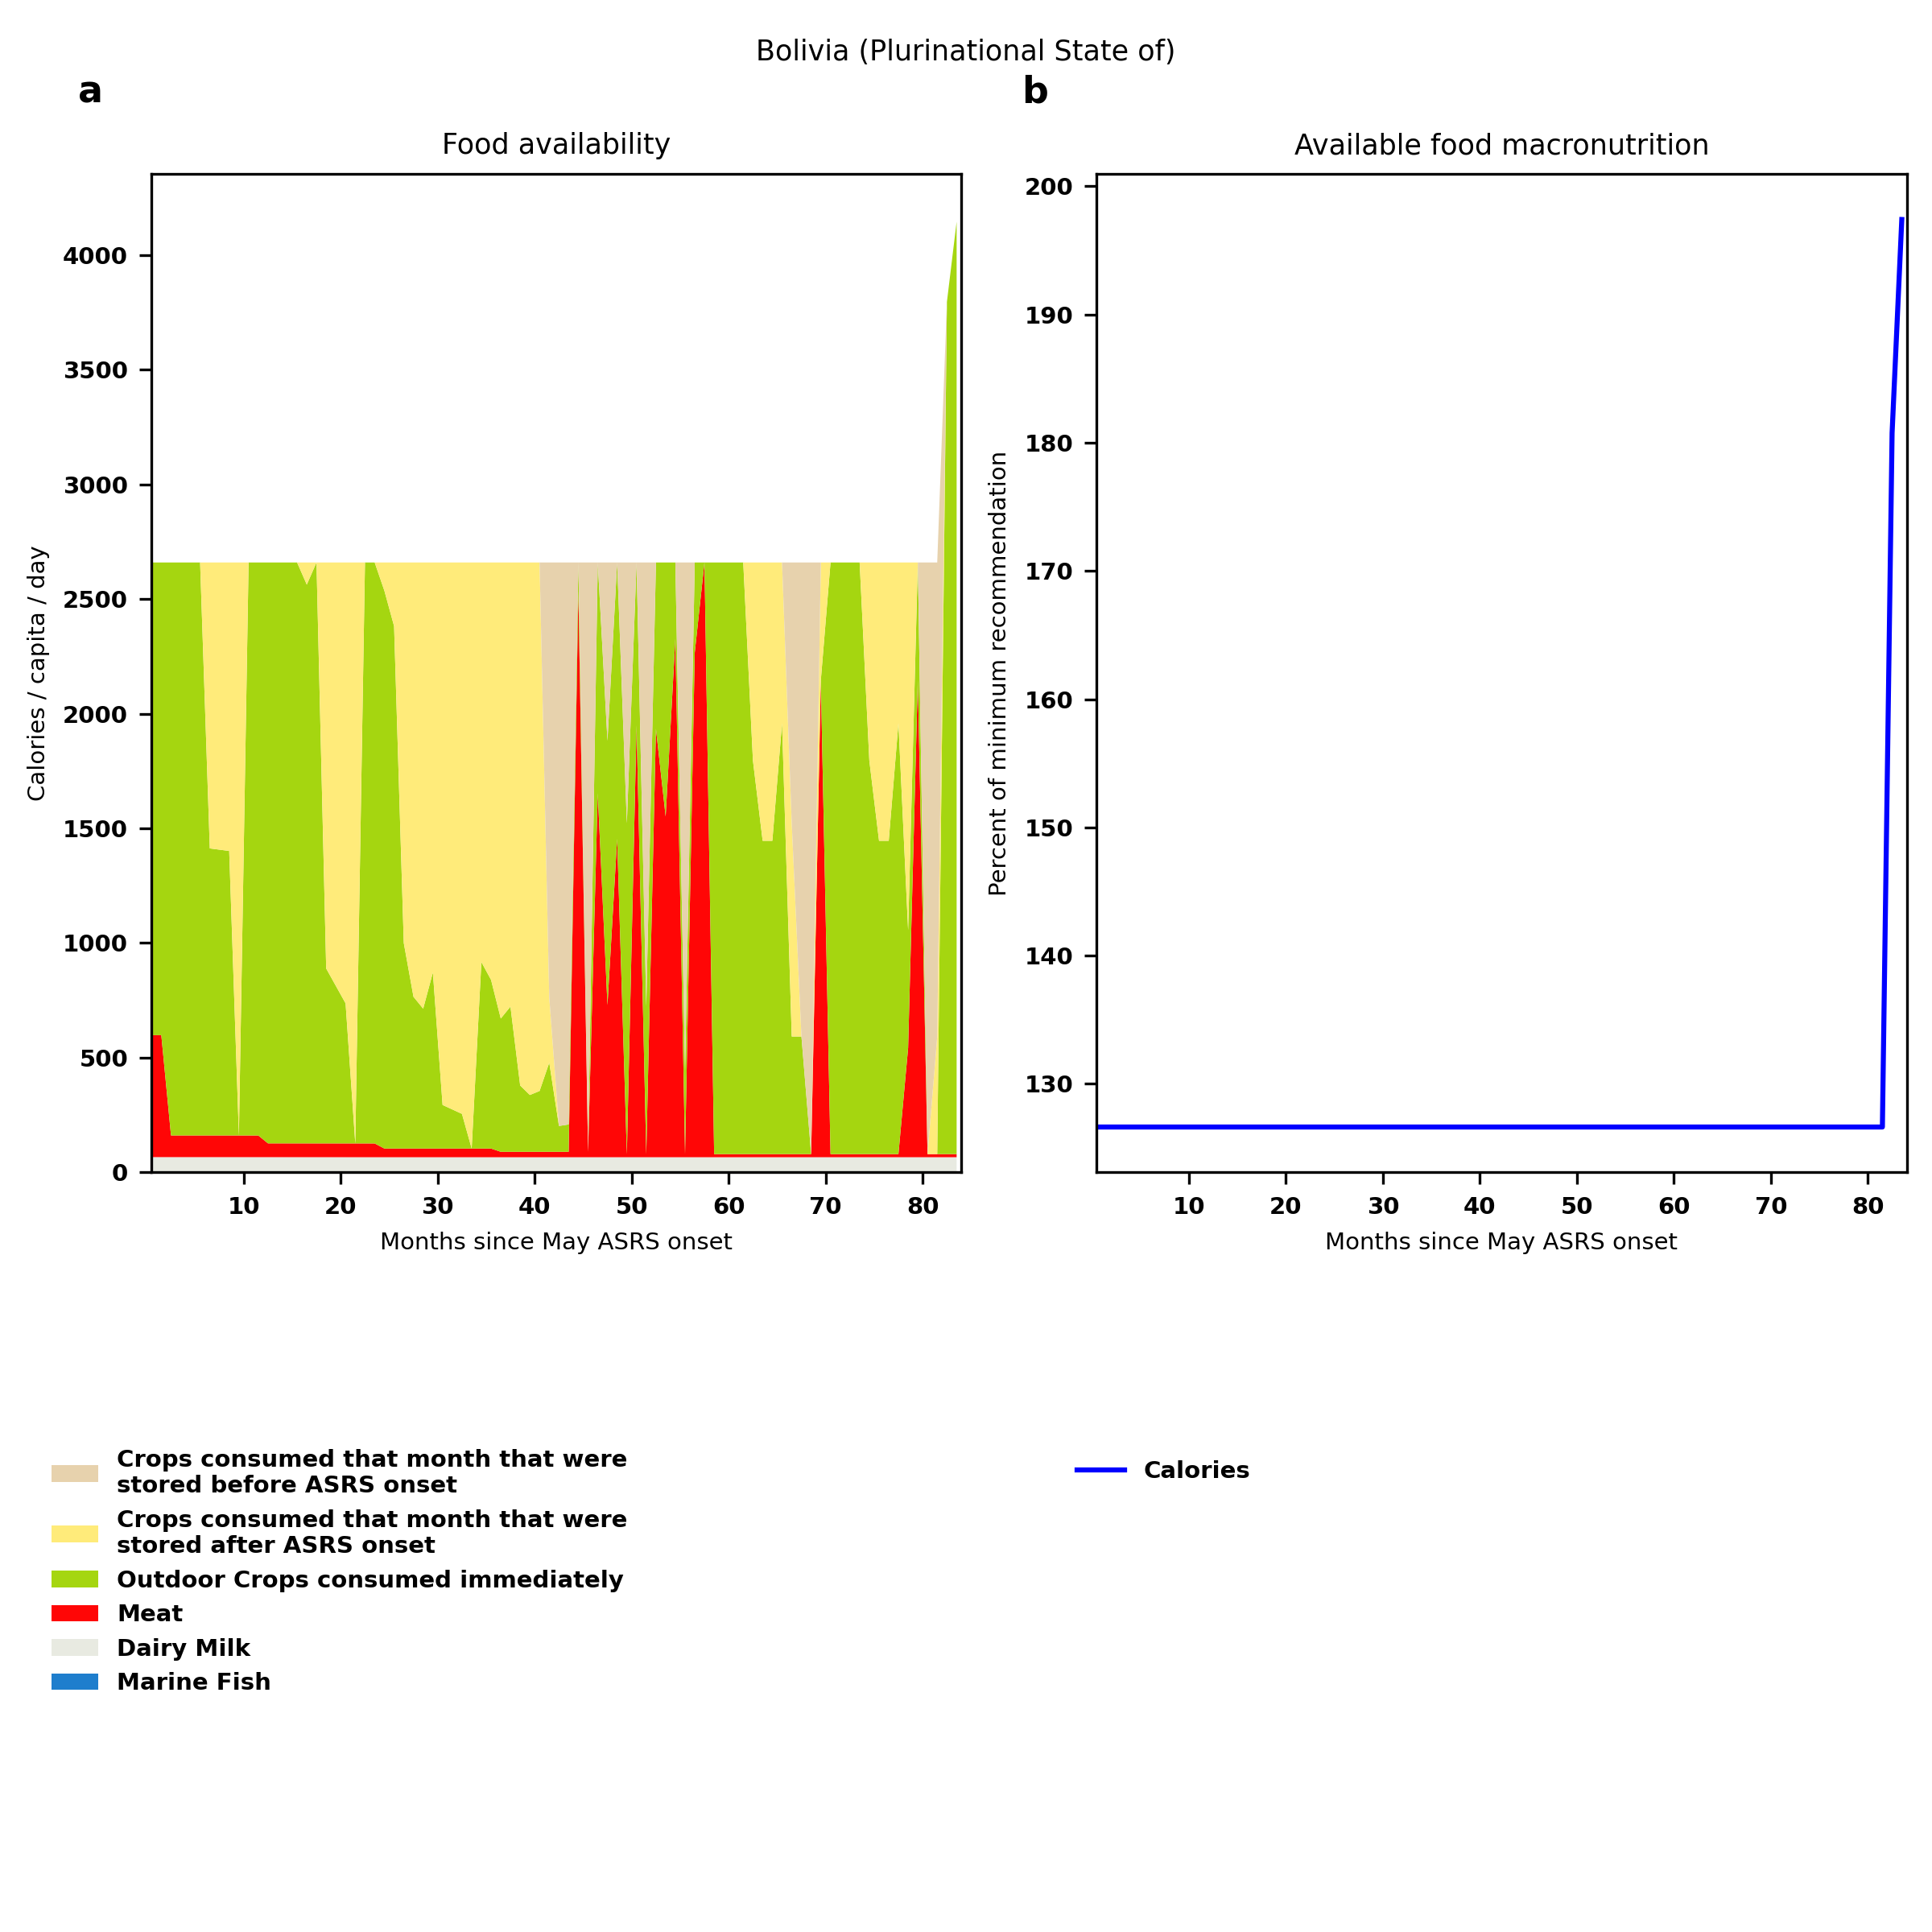 Bolivia (Plurinational State of)
a
b
Food availability
Available food macronutrition
4000
3500
3000
2500
2000
1500
1000
500
0
Calories / capita / day
10 20 30 40 50 60 70 80
Months since May ASRS onset
200
190
180
170
160
150
140
130
Percent of minimum recommendation
10 20 30 40 50 60 70 80
Months since May ASRS onset
Crops consumed that month that were
stored before ASRS onset
Crops consumed that month that were
stored after ASRS onset
Outdoor Crops consumed immediately
Meat
Dairy Milk
Marine Fish
Calories